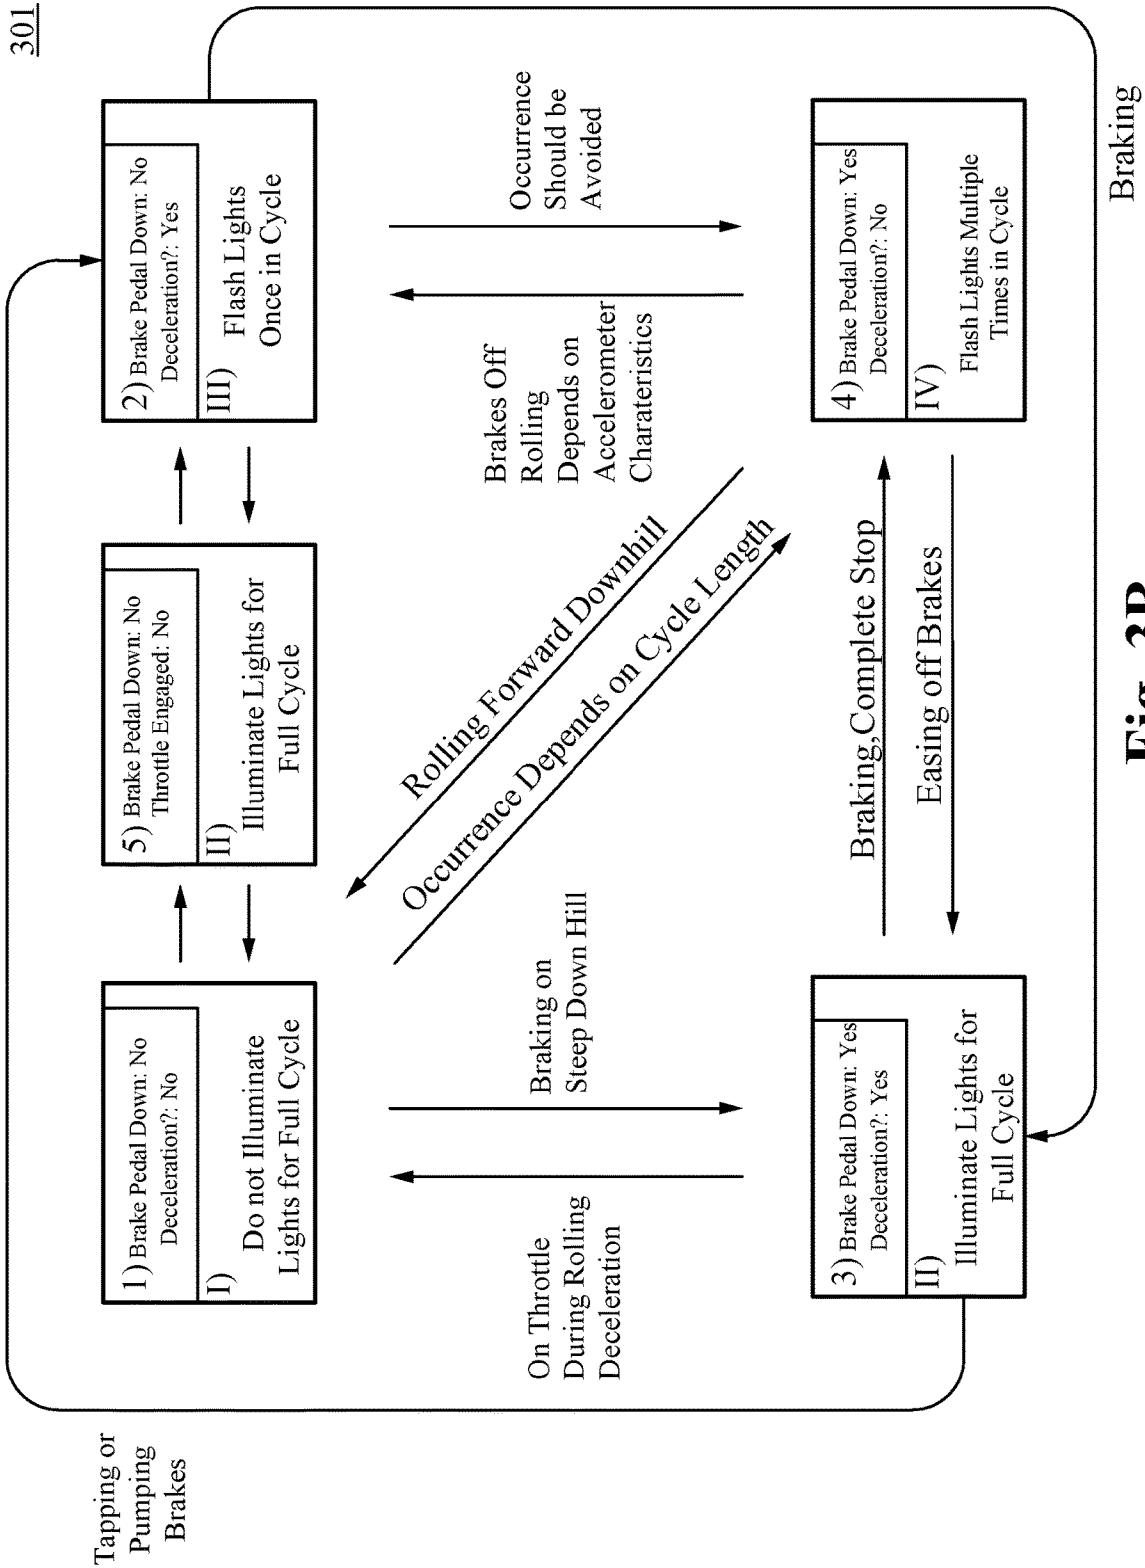 301
Tapping or
Pumping
Brakes
1) Brake Pedal Down: No
Deceleration?: No
I)
Do not Illuminate
Lights for Full Cycle
5) Brake Pedal Down: No
Throttle Engaged: No
II)
Illuminate Lights for
Full Cycle
2) Brake Pedal Down: No
Deceleration?: Yes
III)
Flash Lights
Once in Cycle
On Throttle
During Rolling
Deceleration
Braking on
Steep Down Hill
Rolling Forward Downhill
Occurrence Depends on Cycle Length
Brakes Off
Rolling
Depends on
Accelerometer
Charateristics
Occurrence
Should be
Avoided
3) Brake Pedal Down: Yes
Deceleration?: Yes
II)
Illuminate Lights for
Full Cycle
Braking,Complete Stop
Easing off Brakes
4) Brake Pedal Down: Yes
Deceleration?: No
IV)
Flash Lights Multiple
Times in Cycle
Braking
Fig